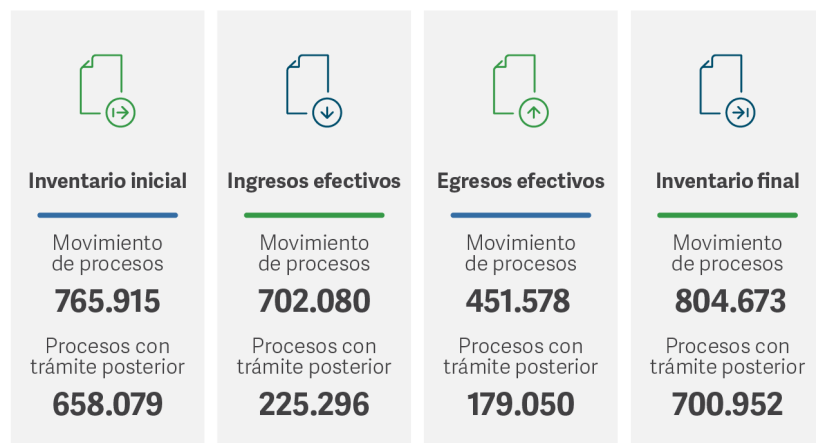 Inventario inicial
Movimiento
de procesos
765.915
Procesos con
trámite posterior
658.079
Ingresos efectivos
Movimiento
de procesos
702.080
Procesos con
trámite posterior
225.296
Egresos efectivos
Movimiento
de procesos
451.578
Procesos con
trámite posterior
179.050
Inventario final
Movimiento
de procesos
804.673
Procesos con
trámite posterior
700.952